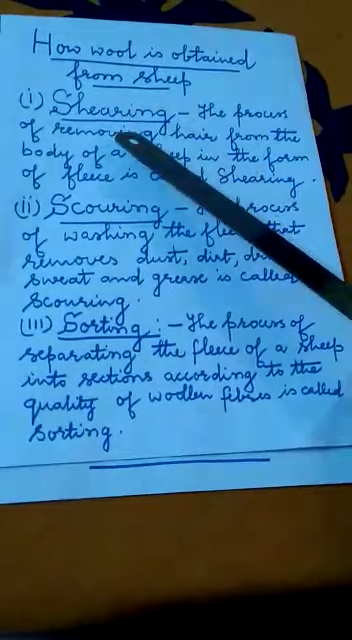 How wool is obtained
from sheep
(i) Shearing - The process
of removing hair from the
body of a sheep in the form
of fleece is called Shearing.
(ii) Scouring - The process
of washing the fleece that
removes dust, dirt,
sweat and grease is called
Scouring.
(III) Sorting :- The process of
separating the fleece of a sheep
into sections according to the
quality of woollen fibres is called
Sorting.